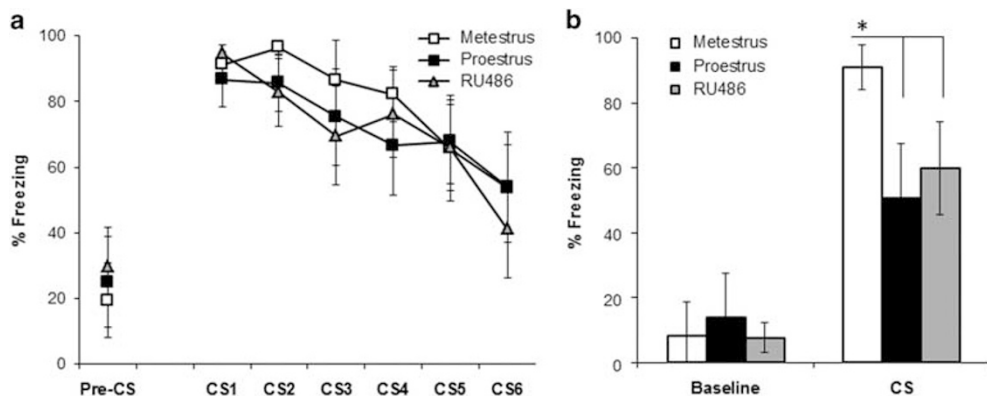 a
% Freezing
100
80
60
40
20
0
Metestrus
Proestrus
RU486
Pre-CS CS1 CS2 CS3 CS4 CS5 CS6
b
% Freezing
100
80
60
40
20
0
Metestrus
Proestrus
RU486
*
Baseline CS